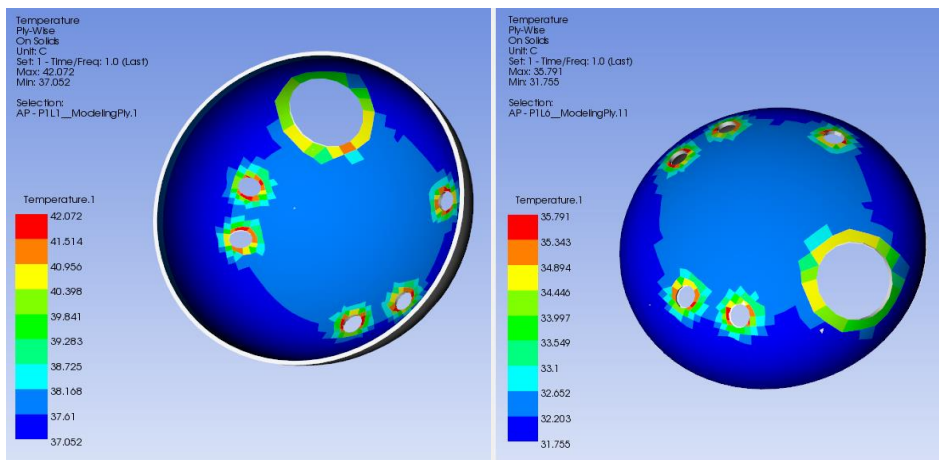 Temperature
Ply-Wise
On Solids
Unit: C
Set: 1 - Time/Freq: 1.0 (Last)
Max: 42.072
Min: 37.052
Selection:
AP - P1L1__ModelingPly.1
Temperature.1
42.072
41.514
40.956
40.398
39.841
39.283
38.725
38.168
37.61
37.052
Temperature
Ply-Wise
On Solids
Unit: C
Set: 1 - Time/Freq: 1.0 (Last)
Max: 35.791
Min: 31.755
Selection:
AP - P1L6__ModelingPly.11
Temperature.1
35.791
35.343
34.894
34.446
33.997
33.549
33.1
32.652
32.203
31.755